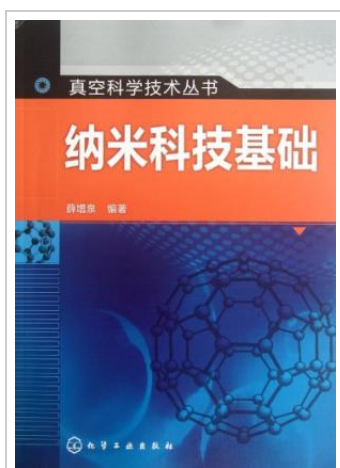 真空科学技术丛书
纳米科技基础
薛增泉 编著
化学工业出版社